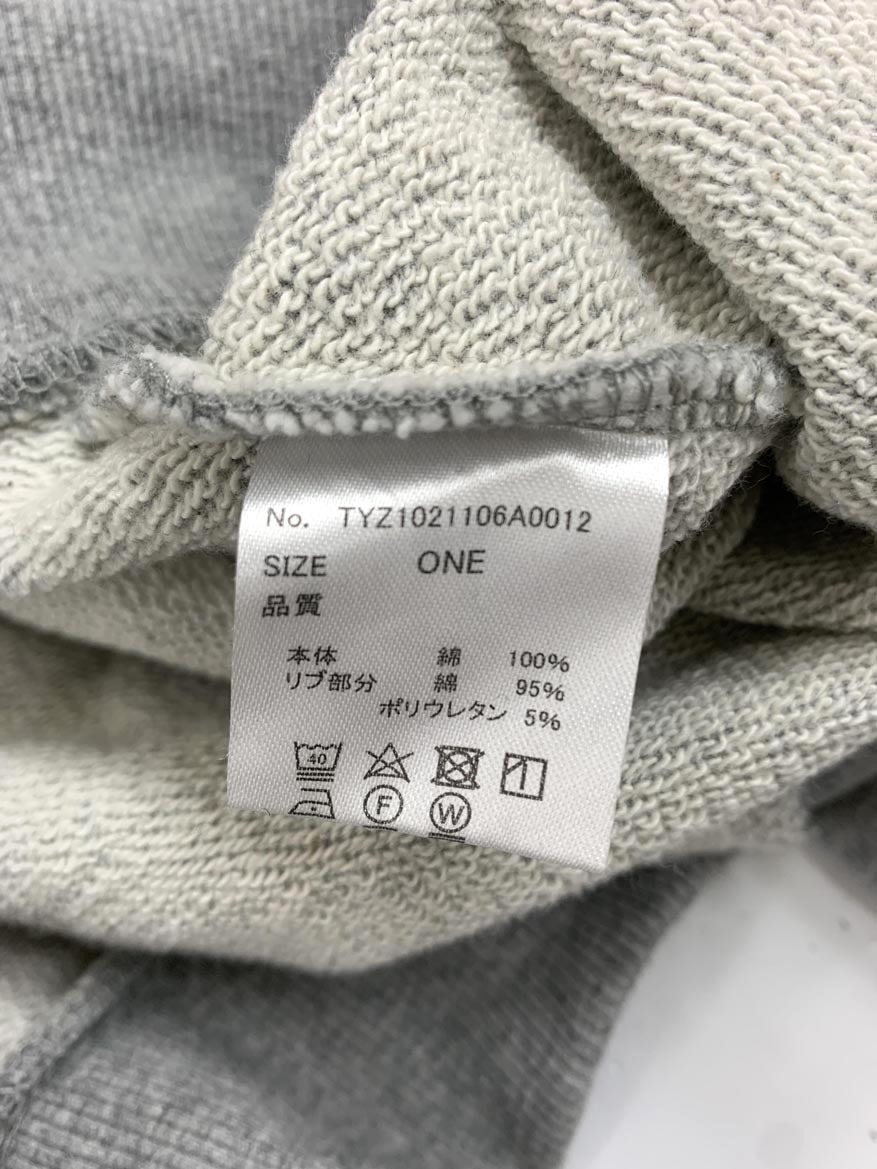 No. TYZ1021106A0012
SIZE ONE
品質
本体 綿 100%
リブ部分 綿 95%
ポリウレタン 5%
40
F W